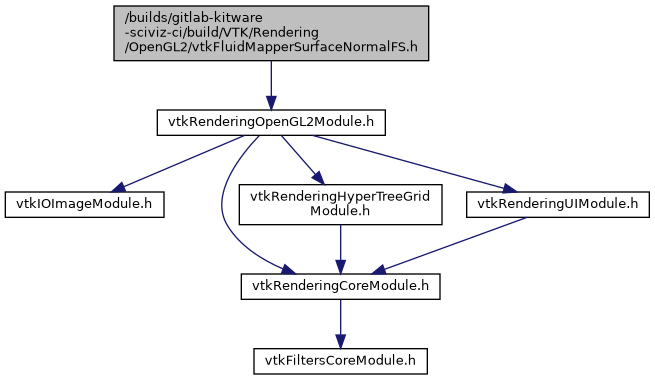 /builds/gitlab-kitware
-sciviz-ci/build/VTK/Rendering
/OpenGL2/vtkFluidMapperSurfaceNormalFS.h
vtkRenderingOpenGL2Module.h
vtkIOImageModule.h
vtkRenderingHyperTreeGrid
Module.h
vtkRenderingUIModule.h
vtkRenderingCoreModule.h
vtkFiltersCoreModule.h